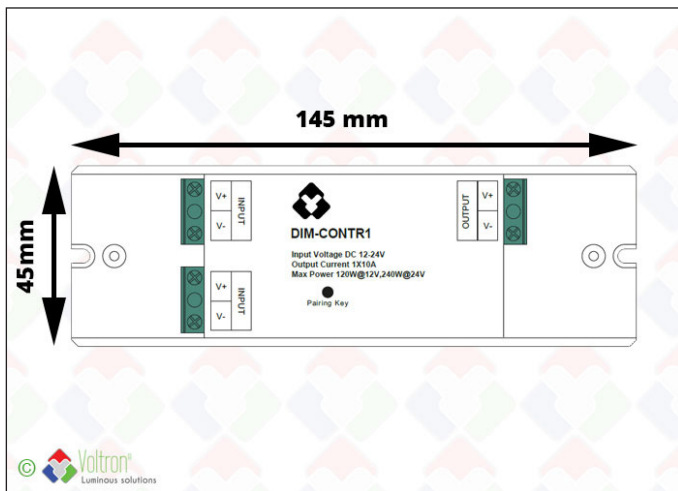 145 mm
45mm
V+
V-
INPUT
V+
V-
INPUT
DIM-CONTR1
Input Voltage DC 12-24V
Output Current 1X10A
Max Power 120W@12V,240W@24V
Pairing Key
OUTPUT
V+
V-
© Voltron®
Luminous solutions